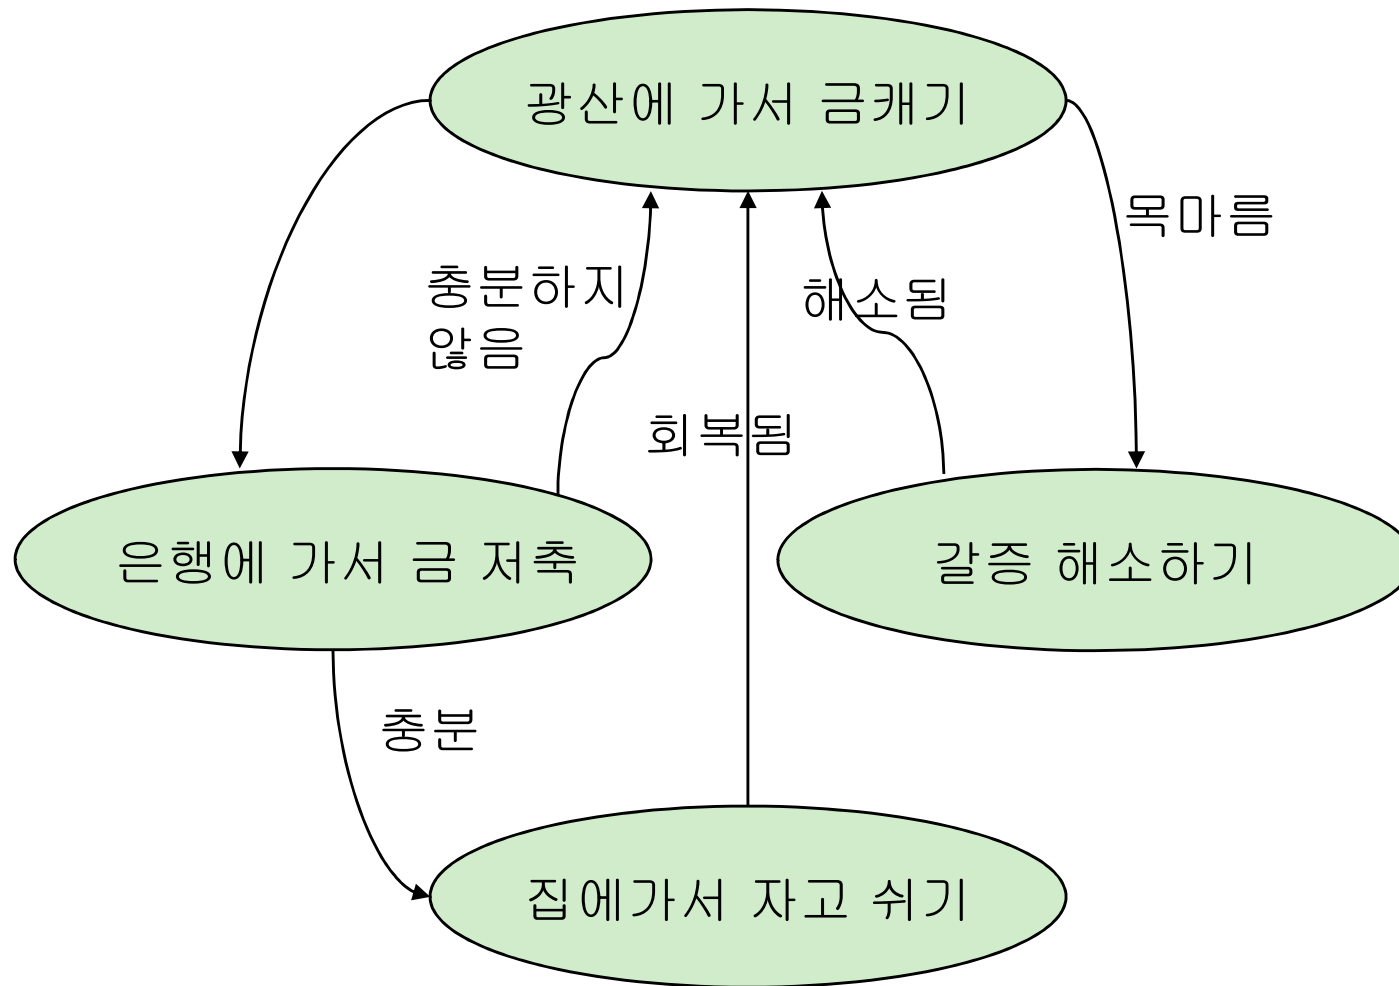 광산에 가서 금캐기
목마름
충분하지
않음
해소됨
회복됨
은행에 가서 금 저축
갈증 해소하기
충분
집에가서 자고 쉬기